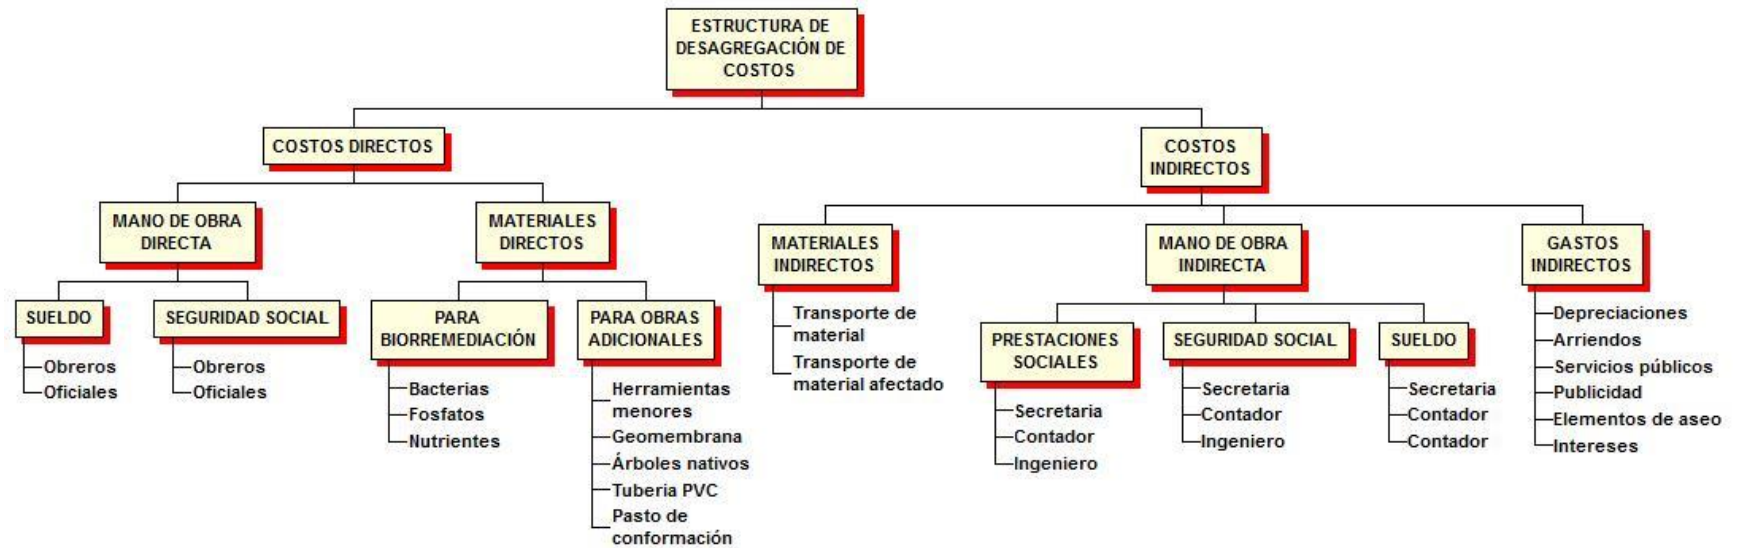 ESTRUCTURA DE
DESAGREGACIÓN DE
COSTOS
COSTOS DIRECTOS
MANO DE OBRA
DIRECTA
SUELDO
Obreros
Oficiales
SEGURIDAD SOCIAL
Obreros
Oficiales
MATERIALES
DIRECTOS
PARA
BIORREMEDIACIÓN
Bacterias
Fosfatos
Nutrientes
PARA OBRAS
ADICIONALES
Herramientas
menores
Geomembrana
Árboles nativos
Tuberia PVC
Pasto de
conformación
COSTOS
INDIRECTOS
MATERIALES
INDIRECTOS
Transporte de
material
Transporte de
material afectado
MANO DE OBRA
INDIRECTA
PRESTACIONES
SOCIALES
Secretaria
Contador
Ingeniero
SEGURIDAD SOCIAL
Secretaria
Contador
Ingeniero
SUELDO
Secretaria
Contador
Contador
GASTOS
INDIRECTOS
Depreciaciones
Arriendos
Servicios públicos
Publicidad
Elementos de aseo
Intereses